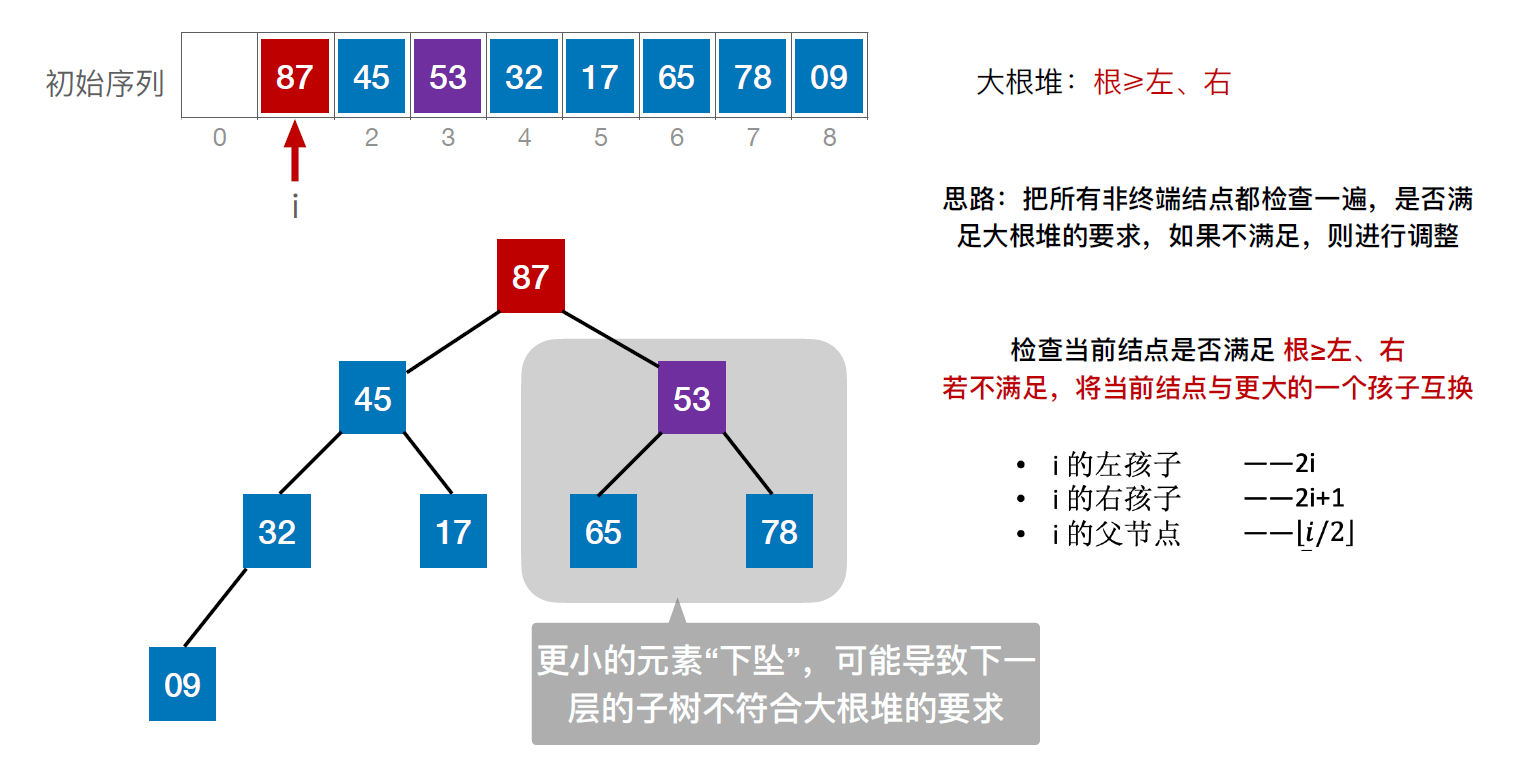 初始序列
87 45 53 32 17 65 78 09
0 2 3 4 5 6 7 8
i
大根堆：根≥左、右
思路：把所有非终端结点都检查一遍，是否满
足大根堆的要求，如果不满足，则进行调整
检查当前结点是否满足 根≥左、右
若不满足，将当前结点与更大的一个孩子互换
• i 的左孩子 ——2i
• i 的右孩子 ——2i+1
• i 的父节点 ——⌊i/2⌋
87
45 53
32 17 65 78
09
更小的元素“下坠”，可能导致下一
层的子树不符合大根堆的要求